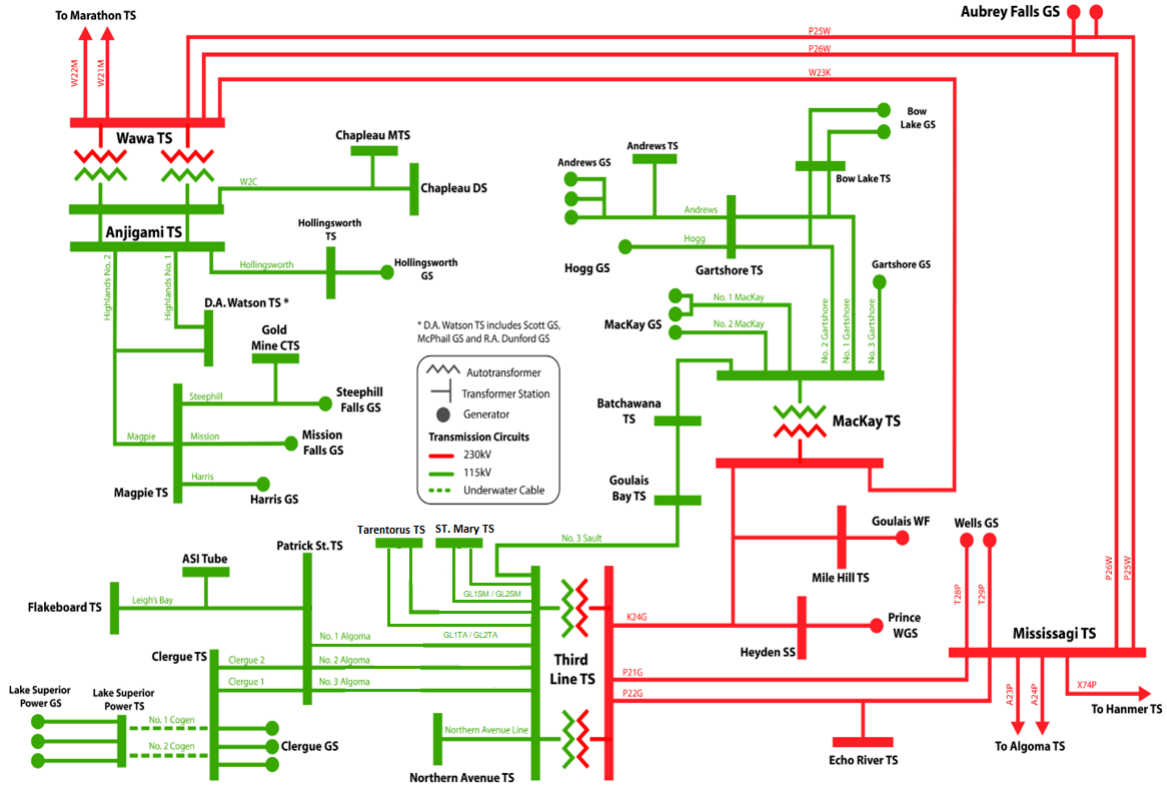 To Marathon TS
Aubrey Falls GS
P25W
P26W
W23K
W22M
W21M
Wawa TS
Chapleau MTS
W2C
Chapleau DS
Anjigami TS
Hollingsworth
TS
Hollingsworth
Hollingsworth
GS
Highlands No. 2
Highlands No. 1
D.A. Watson TS *
Gold
Mine CTS
Steephill
Steephill
Falls GS
Magpie
Mission
Mission
Falls GS
Harris
Harris GS
Magpie TS
Bow
Lake GS
Bow Lake TS
Andrews TS
Andrews GS
Andrews
Hogg
Hogg GS
Gartshore TS
Gartshore GS
No. 1 MacKay
No. 2 MacKay
MacKay GS
No. 2 Gartshore
No. 1 Gartshore
No. 3 Gartshore
* D.A. Watson TS includes Scott GS,
McPhail GS and R.A. Dunford GS
Autotransformer
Transformer Station
Generator
Transmission Circuits
230kV
115kV
Underwater Cable
Batchawana
TS
MacKay TS
Goulais
Bay TS
No. 3 Sault
Goulais WF
Mile Hill TS
Wells GS
T28P
T29P
P26W
P25W
Prince
WGS
Heyden SS
K24G
Mississagi TS
P21G
P22G
A23P
A24P
X74P
To Hanmer TS
To Algoma TS
Echo River TS
Third
Line TS
Tarentorus TS
ST. Mary TS
GL1SM / GL2SM
GL1TA / GL2TA
Patrick St. TS
ASI Tube
Flakeboard TS
Leigh's Bay
No. 1 Algoma
No. 2 Algoma
No. 3 Algoma
Clergue TS
Clergue 2
Clergue 1
Lake Superior
Power GS
Lake Superior
Power TS
No. 1 Cogen
No. 2 Cogen
Clergue GS
Northern Avenue Line
Northern Avenue TS